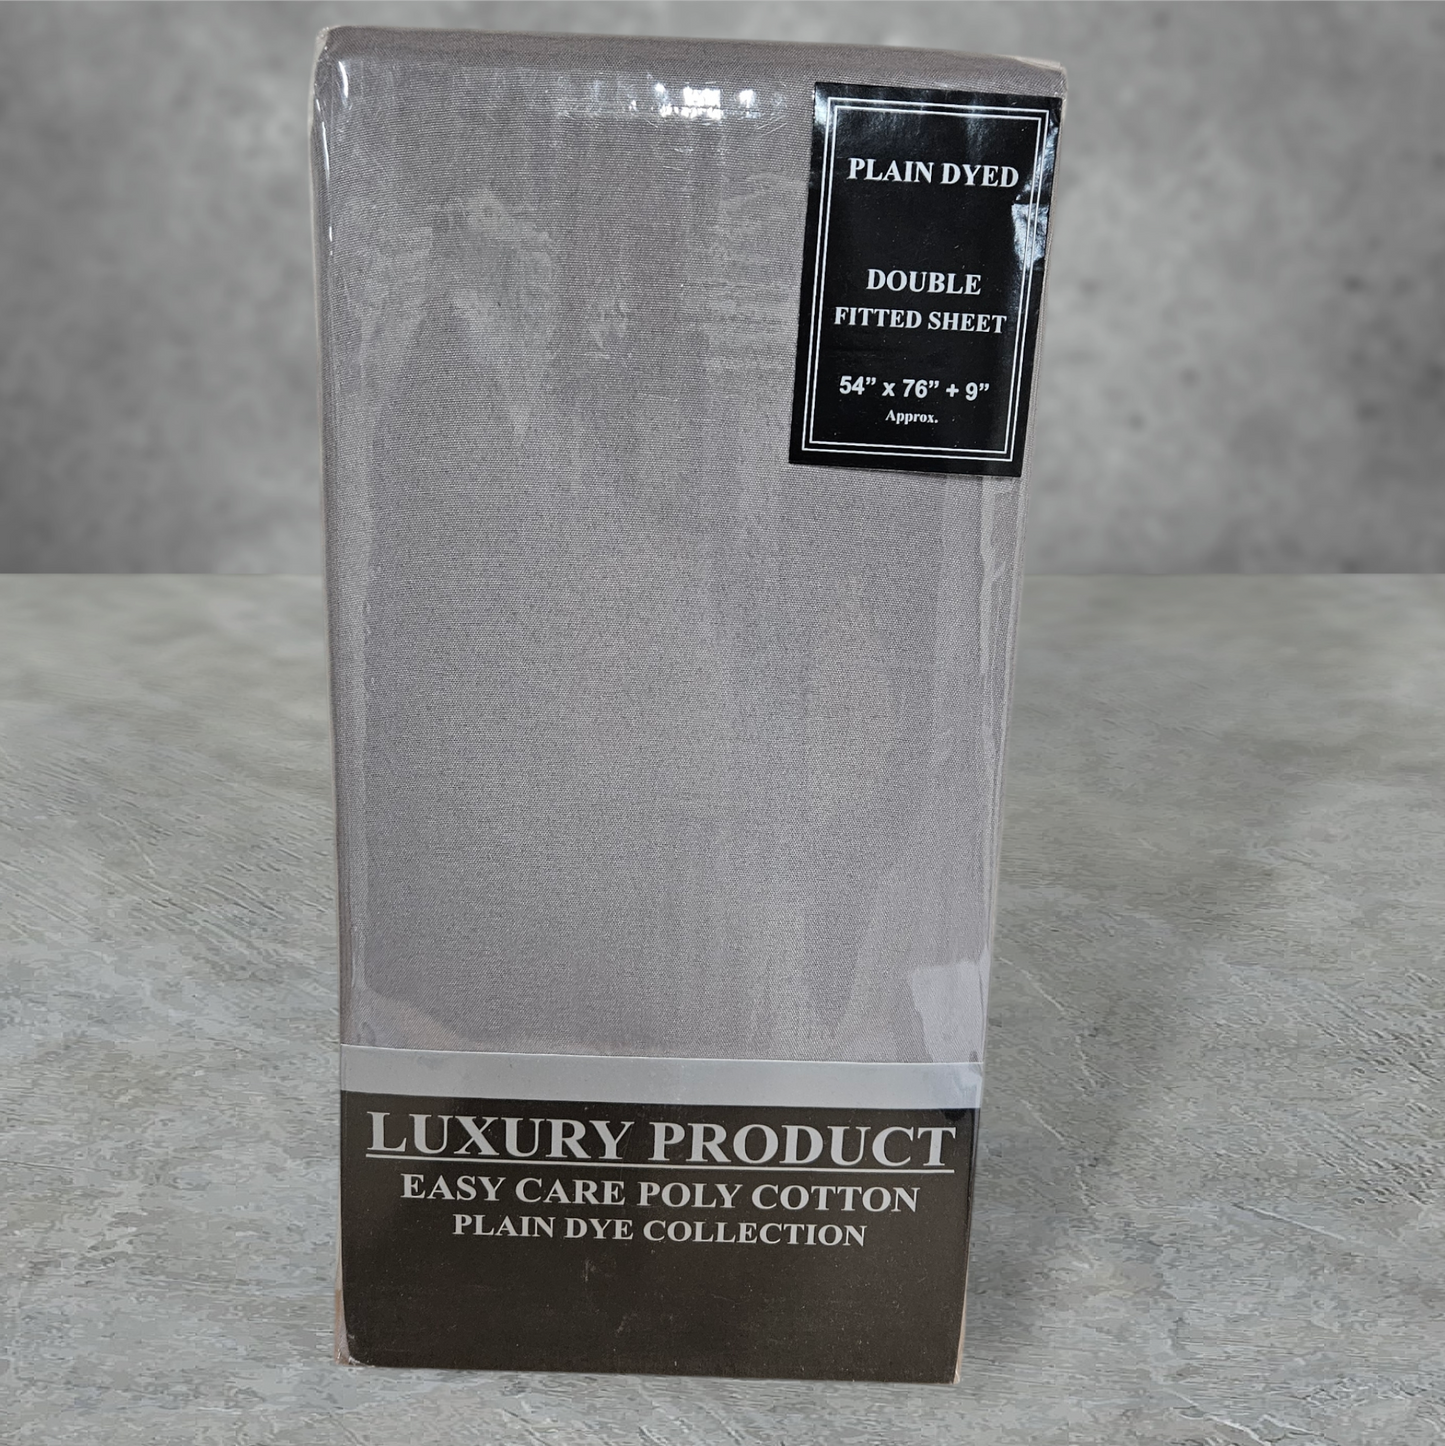 PLAIN DYED
DOUBLE
FITTED SHEET
54” x 76” + 9”
Approx.
LUXURY PRODUCT
EASY CARE POLY COTTON
PLAIN DYE COLLECTION